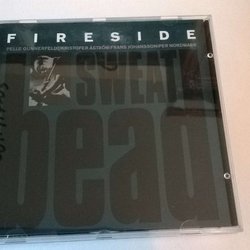 FIRESIDE
PELLE GUNNERFELDT/KRISTOFER ÅSTRÖM/FRANS JOHANSSON/PER NORDMARK
SWEAT
bead